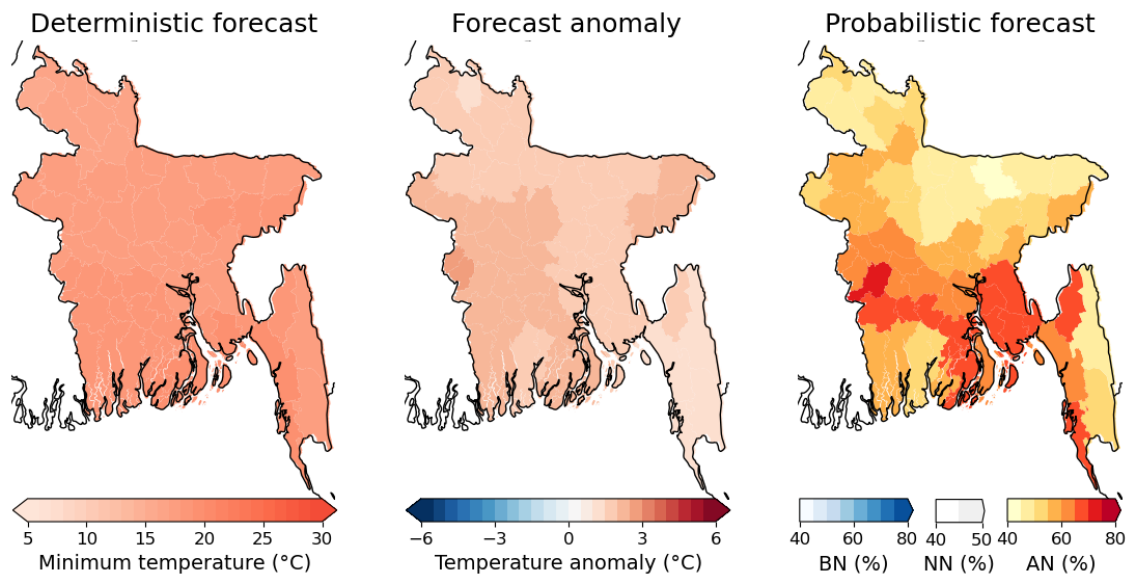 Deterministic forecast
Forecast anomaly
Probabilistic forecast
5 10 15 20 25 30
Minimum temperature (°C)
−6 −3 0 3 6
Temperature anomaly (°C)
40 60 80
BN (%)
40 50
NN (%)
40 60 80
AN (%)